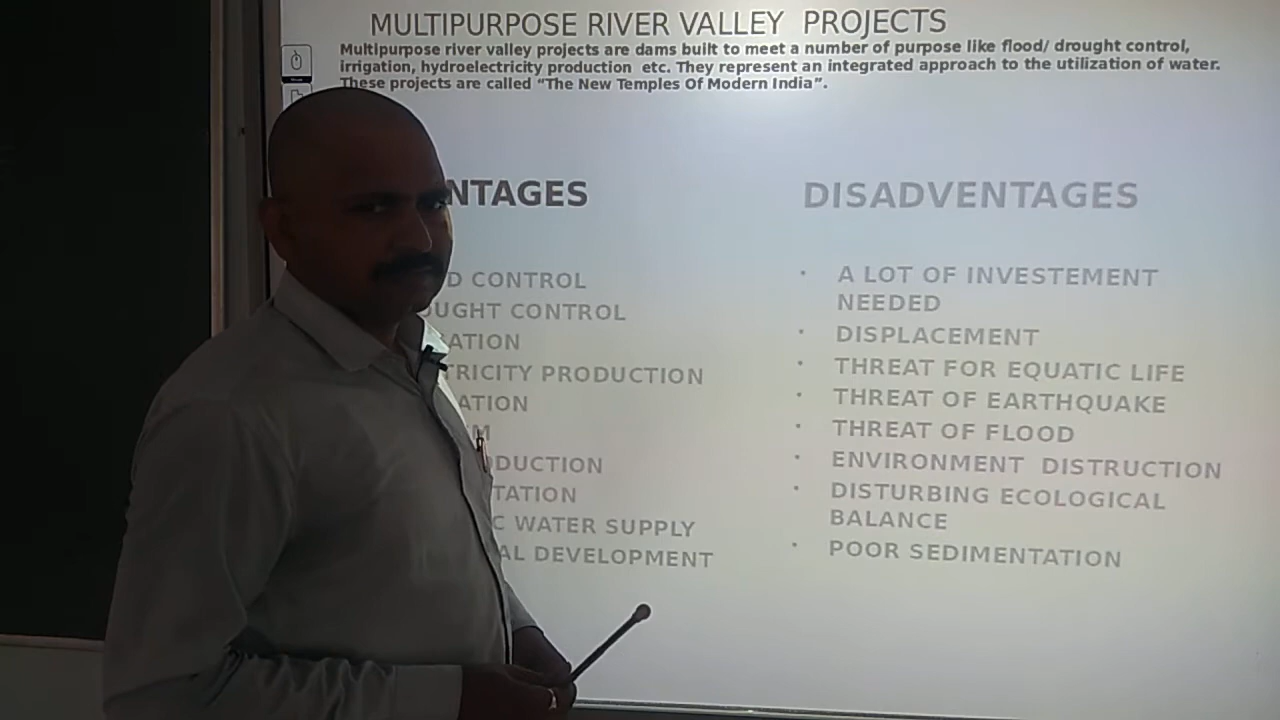 MULTIPURPOSE RIVER VALLEY PROJECTS
Multipurpose river valley projects are dams built to meet a number of purpose like flood/ drought control,
irrigation, hydroelectricity production etc. They represent an integrated approach to the utilization of water.
These projects are called “The New Temples Of Modern India”.
NTAGES
D CONTROL
OUGHT CONTROL
ATION
TRICITY PRODUCTION
ATION
M
ODUCTION
TATION
C WATER SUPPLY
AL DEVELOPMENT
DISADVENTAGES
• A LOT OF INVESTEMENT
NEEDED
• DISPLACEMENT
• THREAT FOR EQUATIC LIFE
• THREAT OF EARTHQUAKE
• THREAT OF FLOOD
• ENVIRONMENT DISTRUCTION
• DISTURBING ECOLOGICAL
BALANCE
• POOR SEDIMENTATION